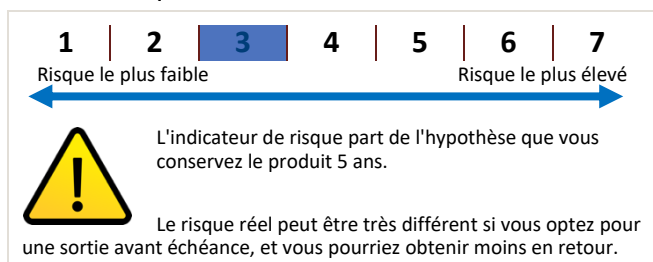 1 2 3 4 5 6 7
Risque le plus faible Risque le plus élevé
L'indicateur de risque part de l'hypothèse que vous
conservez le produit 5 ans.
Le risque réel peut être très différent si vous optez pour
une sortie avant échéance, et vous pourriez obtenir moins en retour.